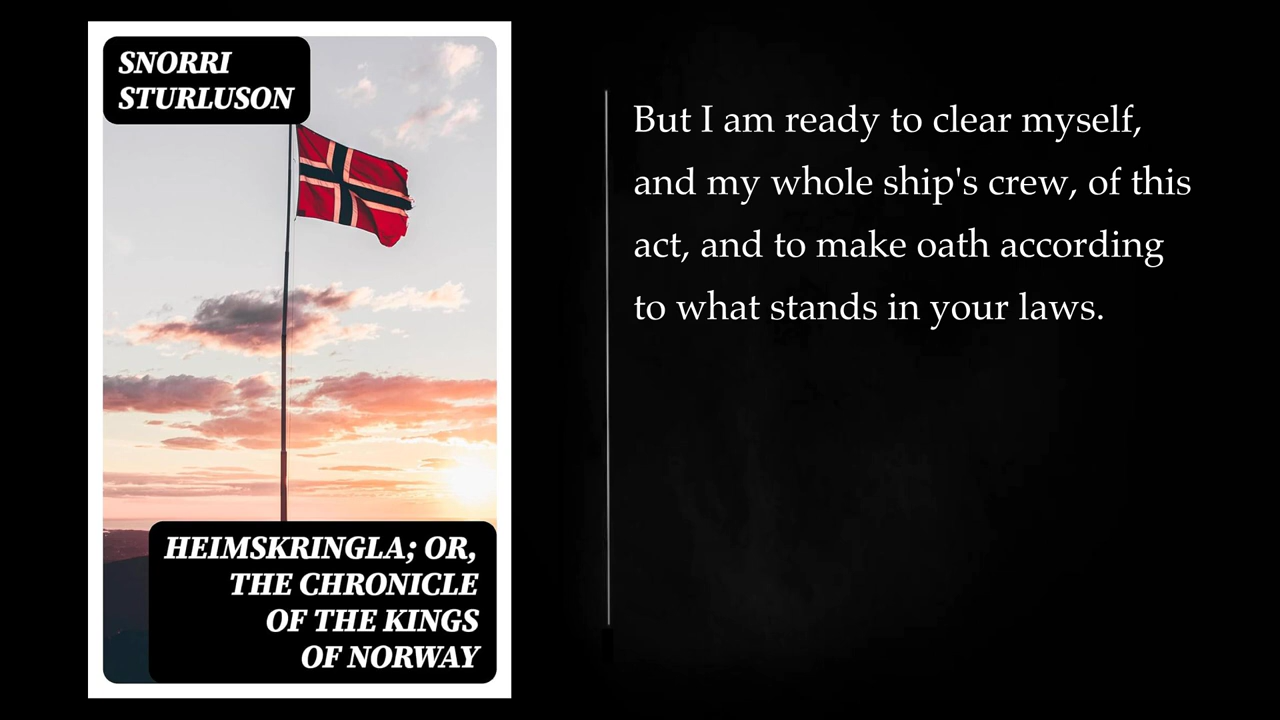 SNORRI
STURLUSON
HEIMSKRINGLA; OR,
THE CHRONICLE
OF THE KINGS
OF NORWAY
But I am ready to clear myself,
and my whole ship's crew, of this
act, and to make oath according
to what stands in your laws.